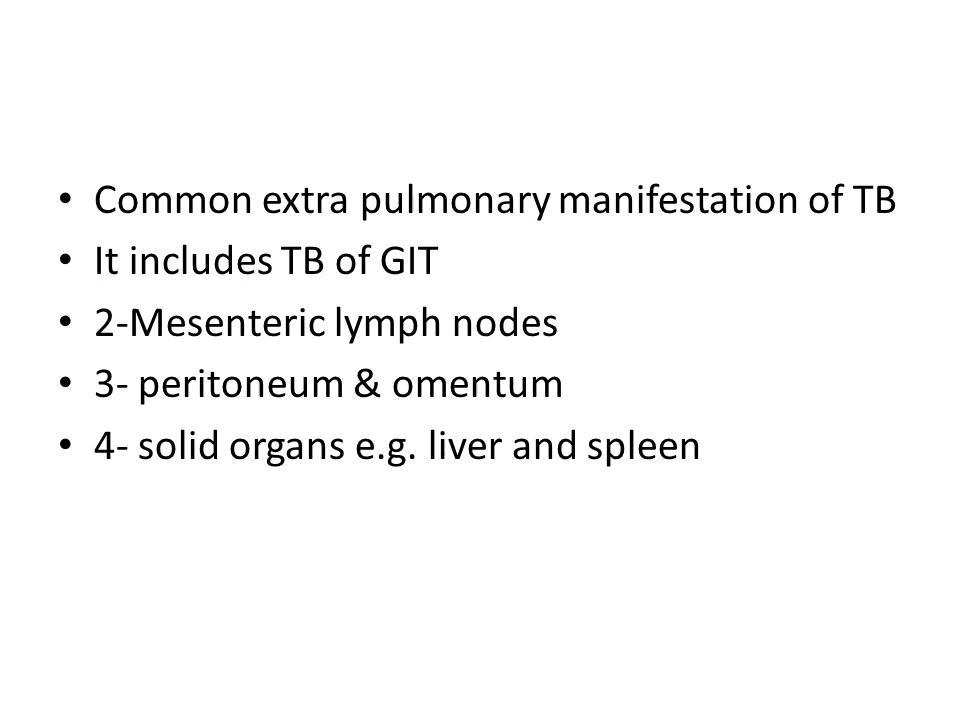 • Common extra pulmonary manifestation of TB
• It includes TB of GIT
• 2-Mesenteric lymph nodes
• 3- peritoneum & omentum
• 4- solid organs e.g. liver and spleen